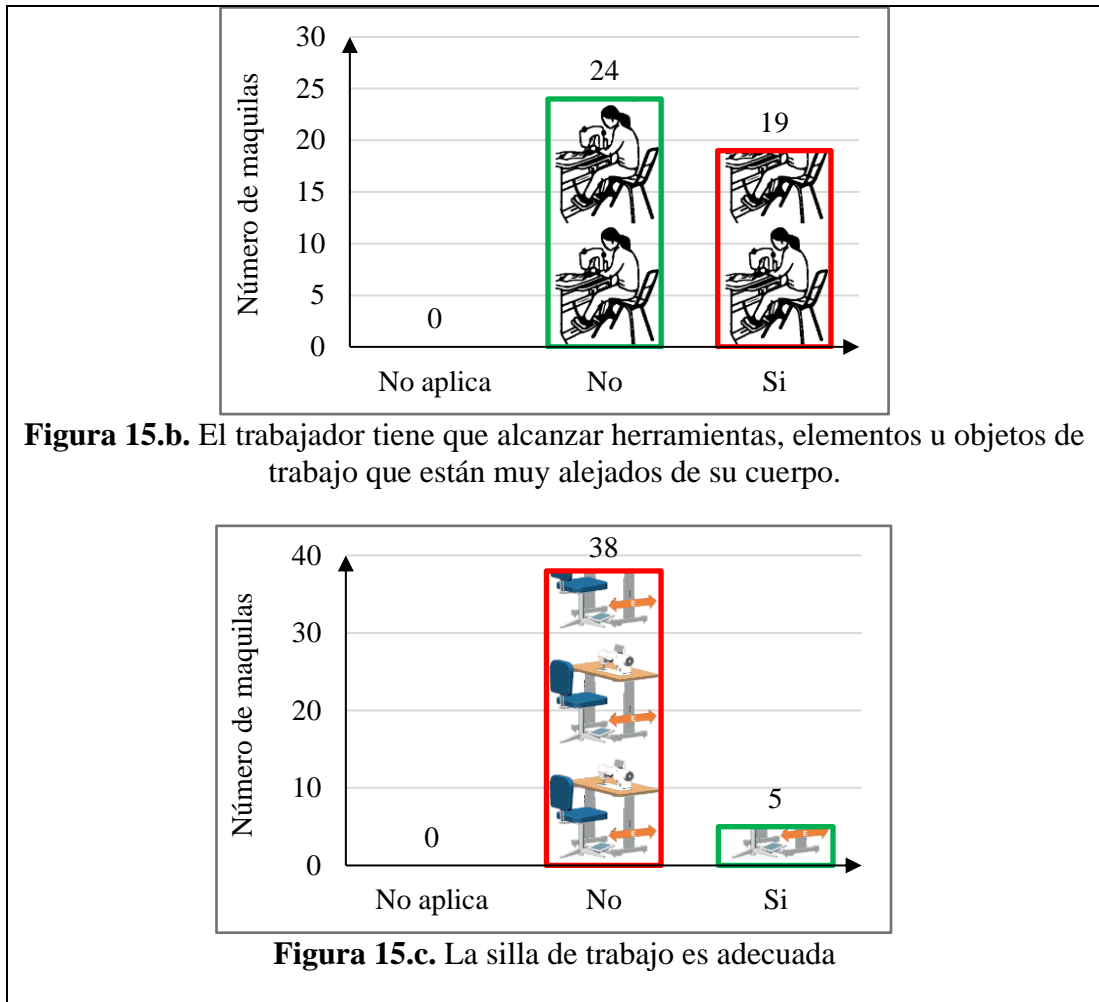 30
25
20
15
10
5
0
Número de maquilas
0
24
19
No aplica
No
Si
Figura 15.b. El trabajador tiene que alcanzar herramientas, elementos u objetos de
trabajo que están muy alejados de su cuerpo.
40
30
20
10
0
Número de maquilas
0
38
5
E
E
E
E
No aplica
No
Si
Figura 15.c. La silla de trabajo es adecuada